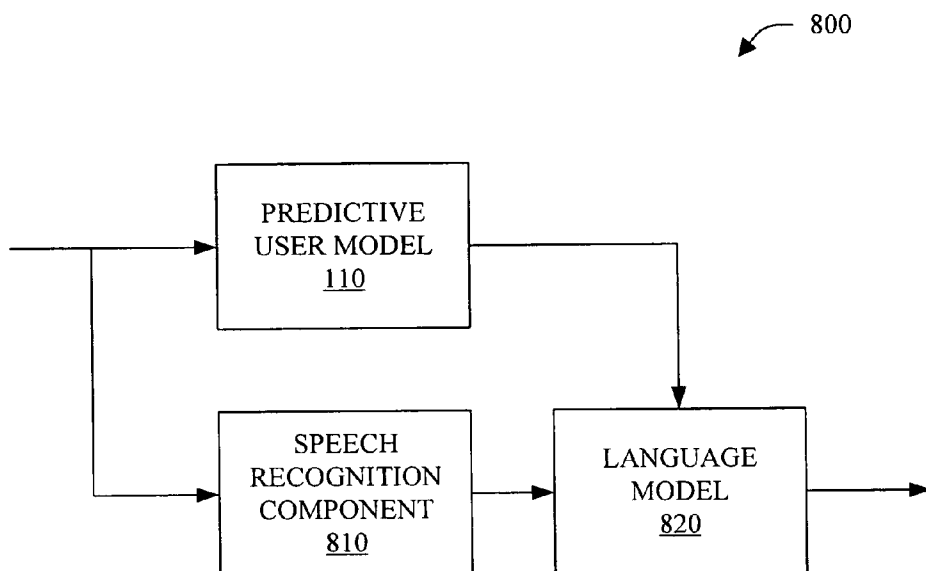 800
PREDICTIVE
USER MODEL
110
SPEECH
RECOGNITION
COMPONENT
810
LANGUAGE
MODEL
820